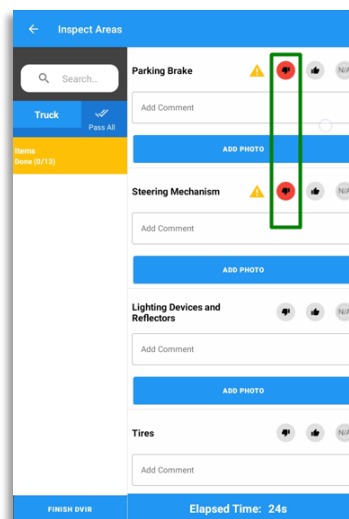 Inspect Areas
Search..
Truck
Pass All
Items
Done (0/13)
Parking Brake
N/A
Add Comment
ADD PHOTO
Steering Mechanism
N/A
Add Comment
ADD PHOTO
Lighting Devices and
Reflectors
N/A
Add Comment
ADD PHOTO
Tires
N/A
Add Comment
FINISH DVIR
Elapsed Time: 24s